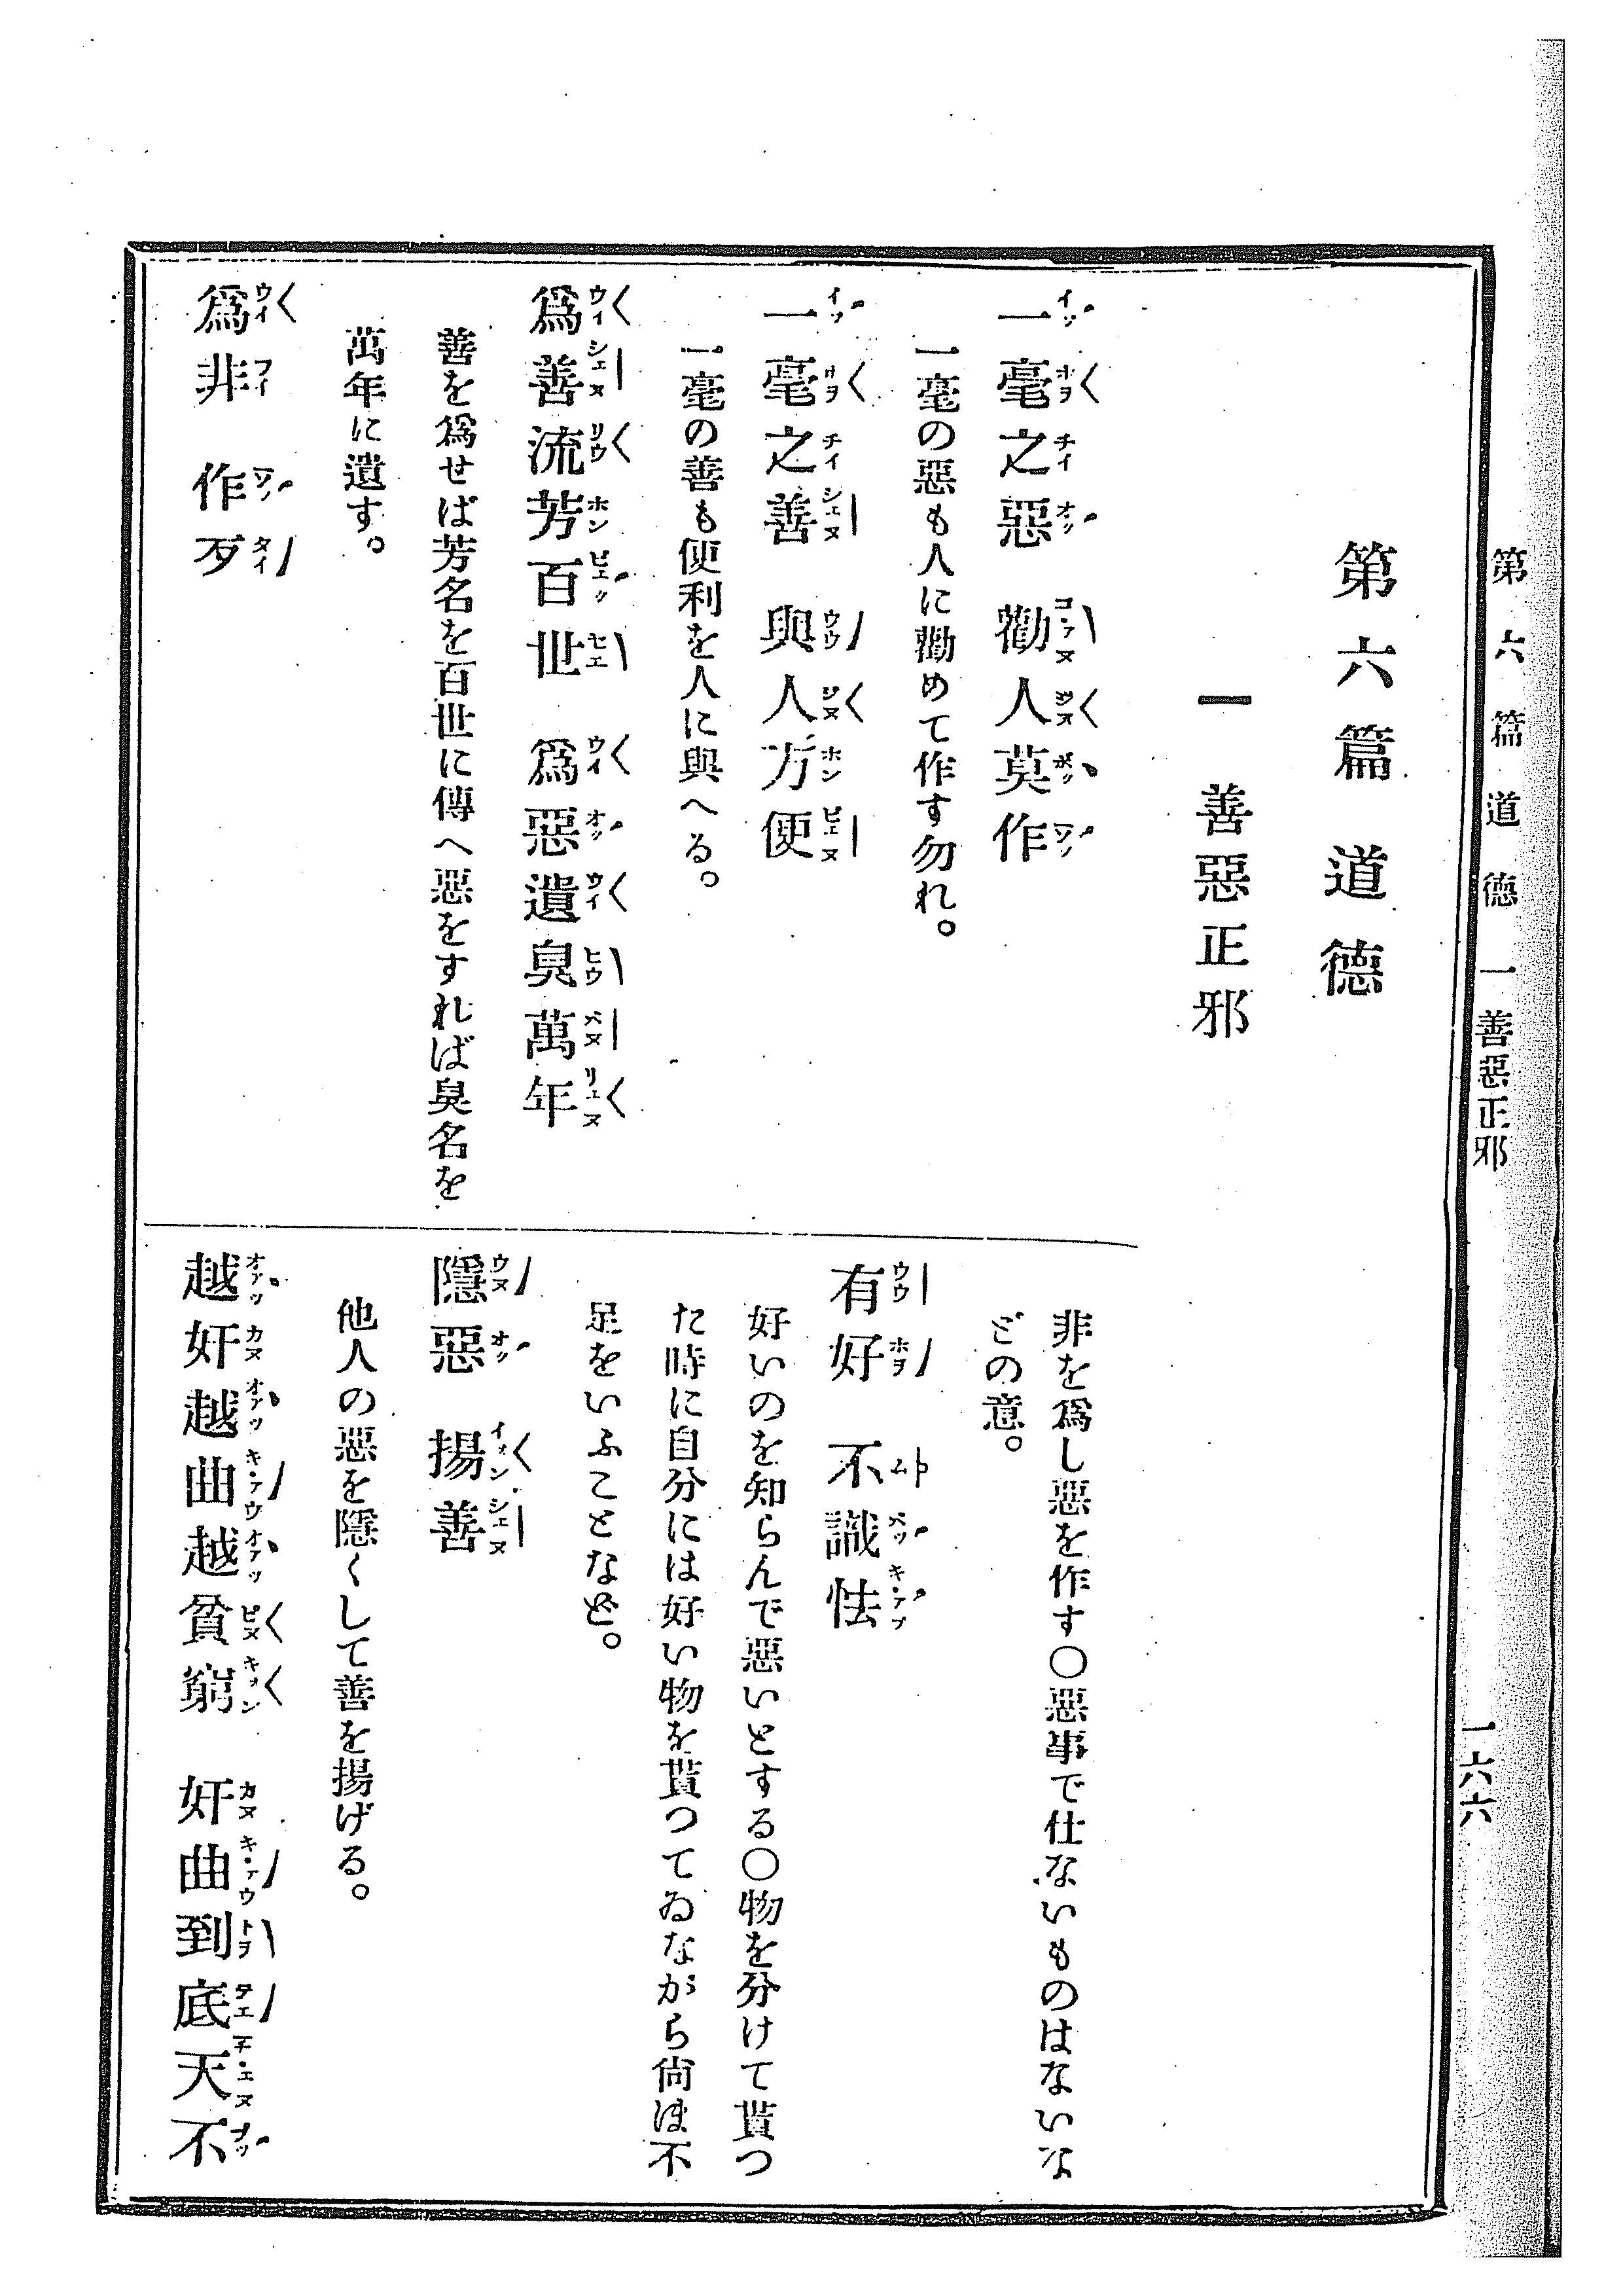 第六篇 道德 一 善惡正邪
一六六
第六篇 道德
一 善惡正邪
一毫之惡 勸人莫作
一毫の惡も人に勸めて作す勿れ。
一毫之善 與人方便
一毫の善も便利を人に與へる。
爲善流芳百世 爲惡遺臭萬年
善を爲せば芳名を百世に傳へ惡をすれば臭名を
萬年に遺す。
爲非 作歹
非を爲し惡を作す〇惡事で仕ないものはないな
どの意。
有好 不識怯
好いのを知らんで惡いとする〇物を分けて貰つ
た時に自分には好い物を貰つてゐながら尙ほ不
足をいふことなど。
隱惡 揚善
他人の惡を隱くして善を揚げる。
越奸越曲越貧窮 奸曲到底天不